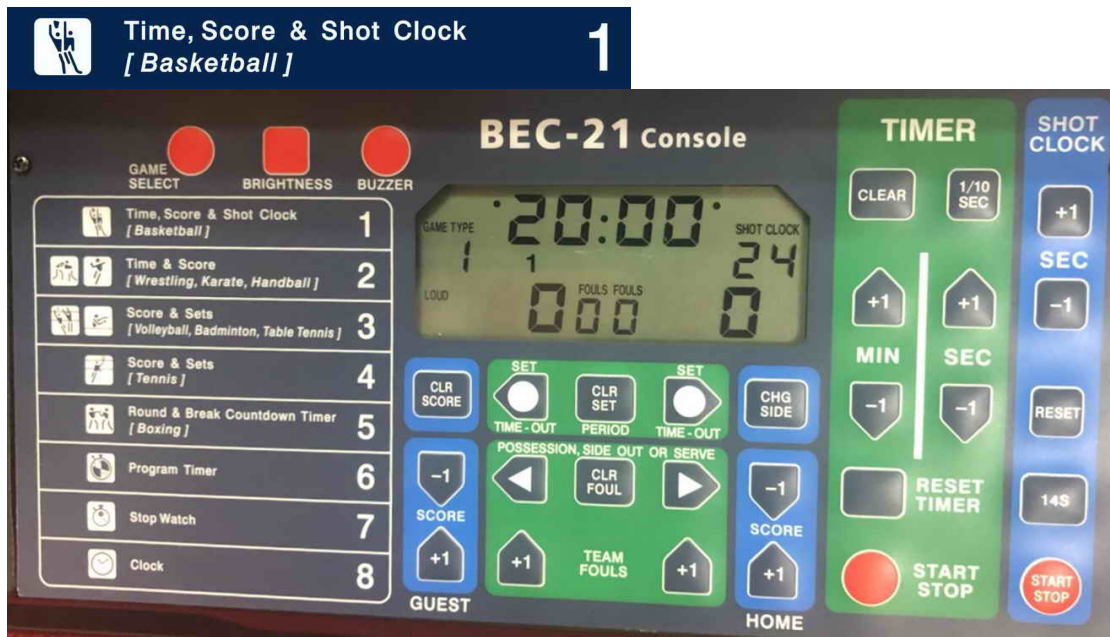 Time, Score & Shot Clock
[ Basketball ]
1
BEC-21 Console
GAME SELECT
BRIGHTNESS
BUZZER
Time, Score & Shot Clock
[ Basketball ]
1
Time & Score
[ Wrestling, Karate, Handball ]
2
Score & Sets
[ Volleyball, Badminton, Table Tennis ]
3
Score & Sets
[ Tennis ]
4
Round & Break Countdown Timer
[ Boxing ]
5
Program Timer
6
Stop Watch
7
Clock
8
20:00
GAME TYPE
SHOT CLOCK
1
1
24
LOUD
FOULS FOULS
0
0
0
0
CLR
SCORE
SET
TIME-OUT
CLR
SET
PERIOD
SET
TIME-OUT
CHG
SIDE
POSSESSION, SIDE OUT OR SERVE
CLR
FOUL
-1
SCORE
+1
GUEST
+1
TEAM
FOULS
+1
-1
SCORE
+1
HOME
TIMER
CLEAR
1/10
SEC
+1
+1
MIN
SEC
-1
-1
RESET
TIMER
START
STOP
SHOT
CLOCK
+1
SEC
-1
RESET
14S
START
STOP